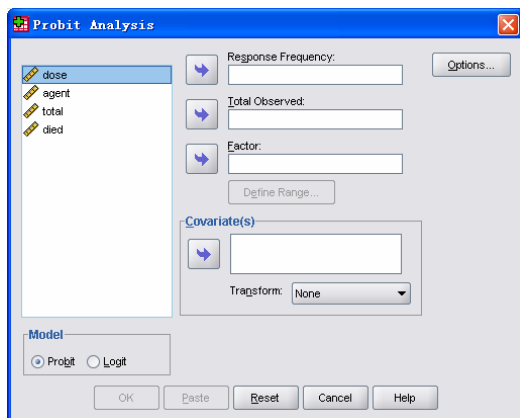 Probit Analysis
dose
agent
total
died
Response Frequency:
Total Observed:
Factor:
Define Range...
Options...
Covariate(s)
Transform: None
Model
Probit Logit
OK Paste Reset Cancel Help